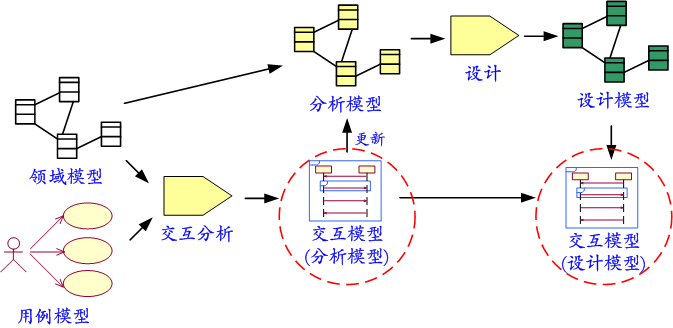 分析模型
设计
设计模型
更新
领域模型
交互分析
交互模型
(分析模型)
交互模型
(设计模型)
用例模型